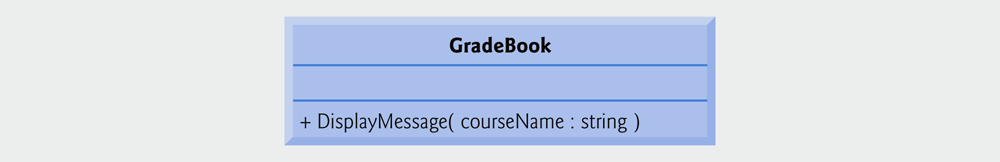 GradeBook
+ DisplayMessage( courseName : string )